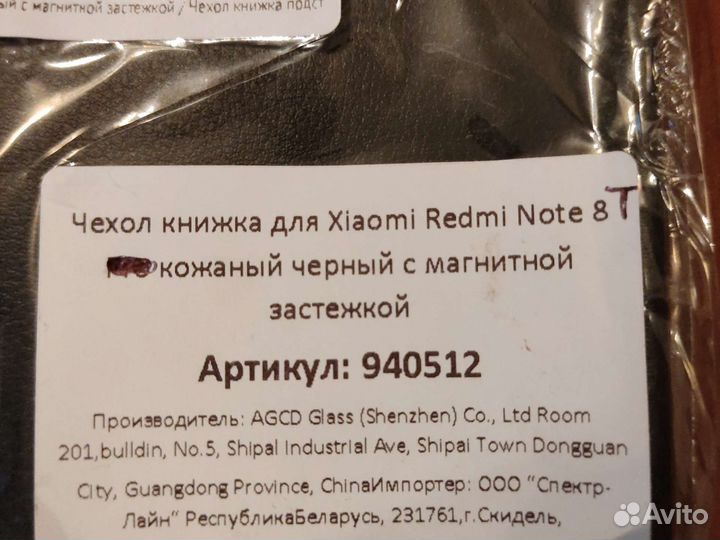 ый с магнитной застежкой / Чехол книжка подст
Чехол книжка для Xiaomi Redmi Note 8 T
кожаный черный с магнитной
застежкой
Артикул: 940512
Производитель: AGCD Glass (Shenzhen) Co., Ltd Room
201,bulldin, No.5, Shipai Industrial Ave, Shipai Town Dongguan
City, Guangdong Province, ChinaИмпортер: ООО "Спектр-
Лайн" РеспубликаБеларусь, 231761,г.Скидель,
Avito